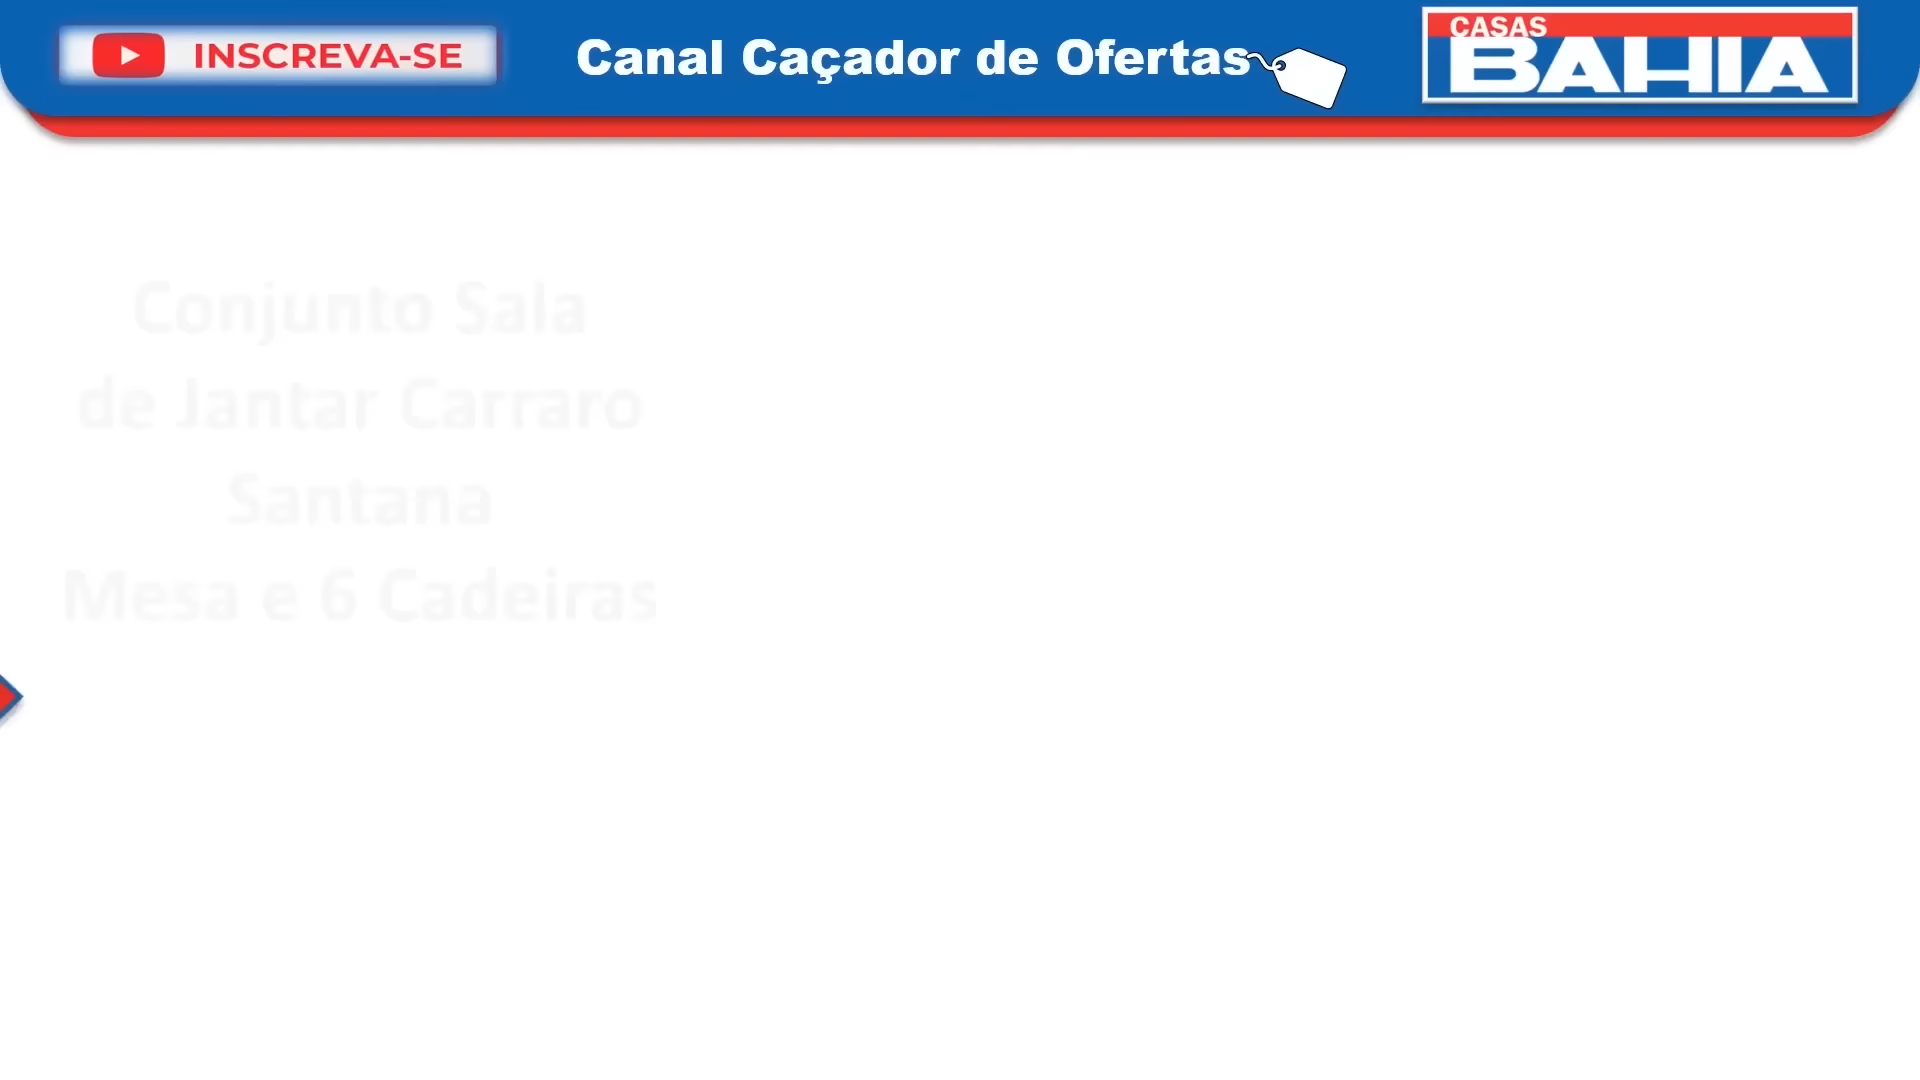 INSCREVA-SE
Canal Caçador de Ofertas
CASAS
BAHIA
Conjunto Sala
de Jantar Carraro
Santana
Mesa e 6 Cadeiras